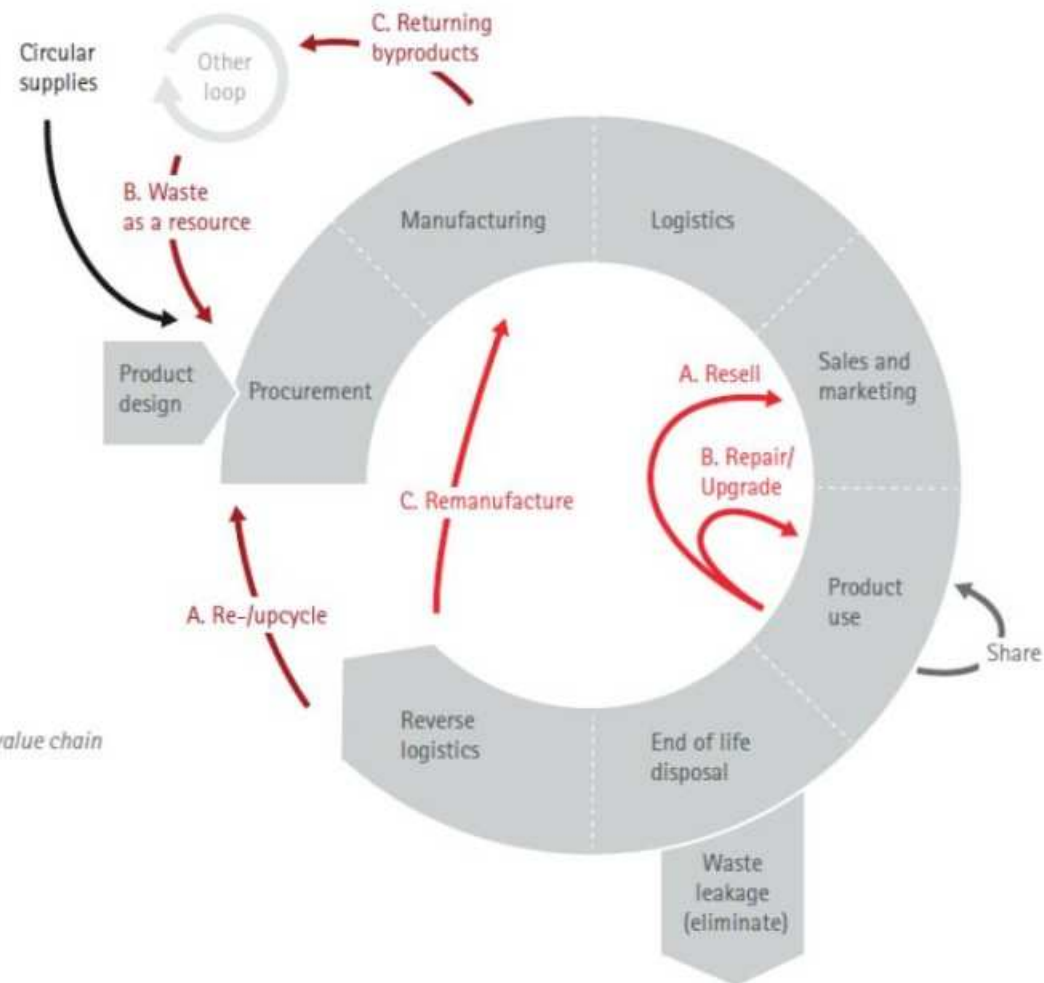 Circular
supplies
Other
loop
C. Returning
byproducts
B. Waste
as a resource
Manufacturing
Logistics
Product
design
Procurement
Sales and
marketing
A. Resell
B. Repair/
Upgrade
C. Remanufacture
Product
use
Share
A. Re-/upcycle
Reverse
logistics
End of life
disposal
value chain
Waste
leakage
(eliminate)